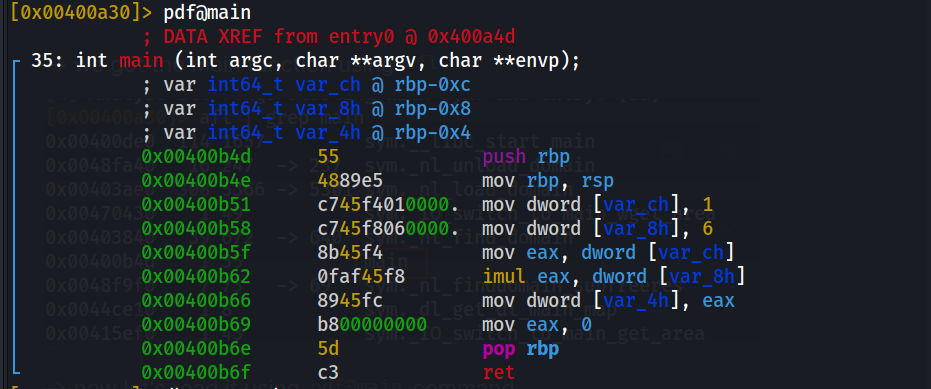 [0x00400a30]> pdf@main
; DATA XREF from entry0 @ 0x400a4d
35: int main (int argc, char **argv, char **envp);
; var int64_t var_ch @ rbp-0xc
; var int64_t var_8h @ rbp-0x8
; var int64_t var_4h @ rbp-0x4
0x00400b4d 55 push rbp
0x00400b4e 4889e5 mov rbp, rsp
0x00400b51 c745f4010000. mov dword [var_ch], 1
0x00400b58 c745f8060000. mov dword [var_8h], 6
0x00400b5f 8b45f4 mov eax, dword [var_ch]
0x00400b62 0faf45f8 imul eax, dword [var_8h]
0x00400b66 8945fc mov dword [var_4h], eax
0x00400b69 b800000000 mov eax, 0
0x00400b6e 5d pop rbp
0x00400b6f c3 ret